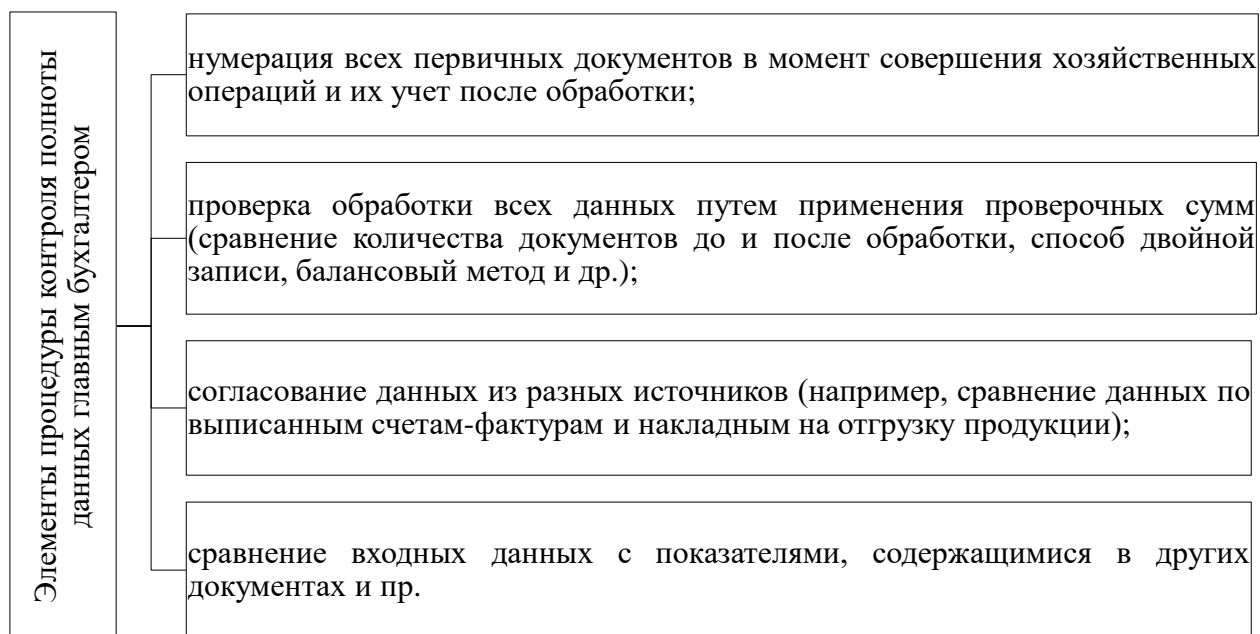 Элементы процедуры контроля полноты
данных главным бухгалтером
нумерация всех первичных документов в момент совершения хозяйственных
операций и их учет после обработки;
проверка обработки всех данных путем применения проверочных сумм
(сравнение количества документов до и после обработки, способ двойной
записи, балансовый метод и др.);
согласование данных из разных источников (например, сравнение данных по
выписанным счетам-фактурам и накладным на отгрузку продукции);
сравнение входных данных с показателями, содержащимися в других
документах и пр.